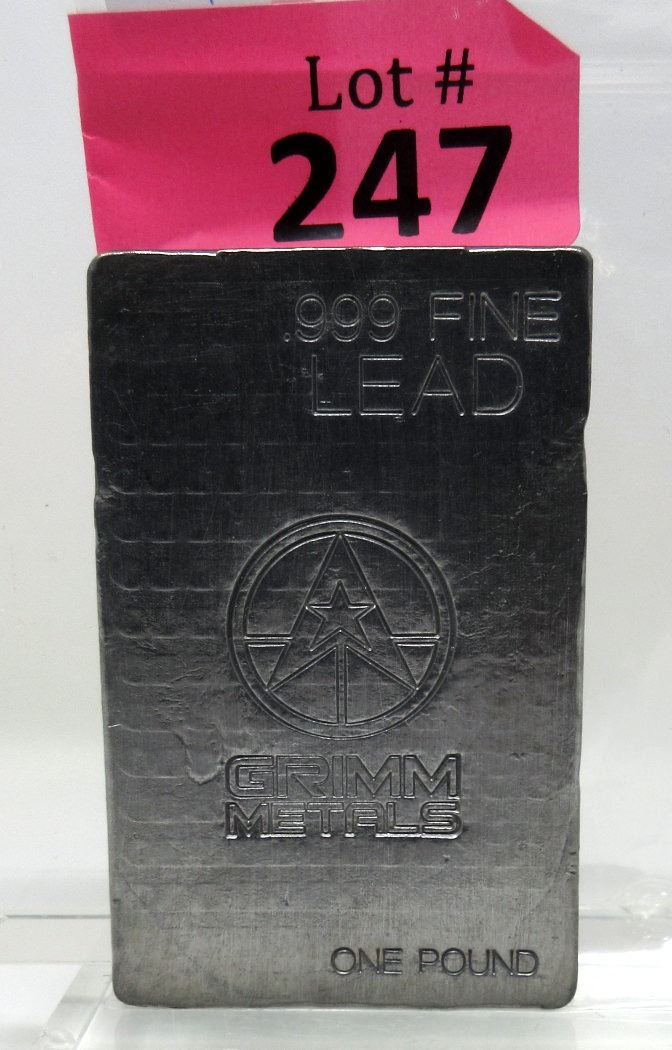 Lot #
247
.999 FINE
LEAD
GRIMM
METALS
ONE POUND